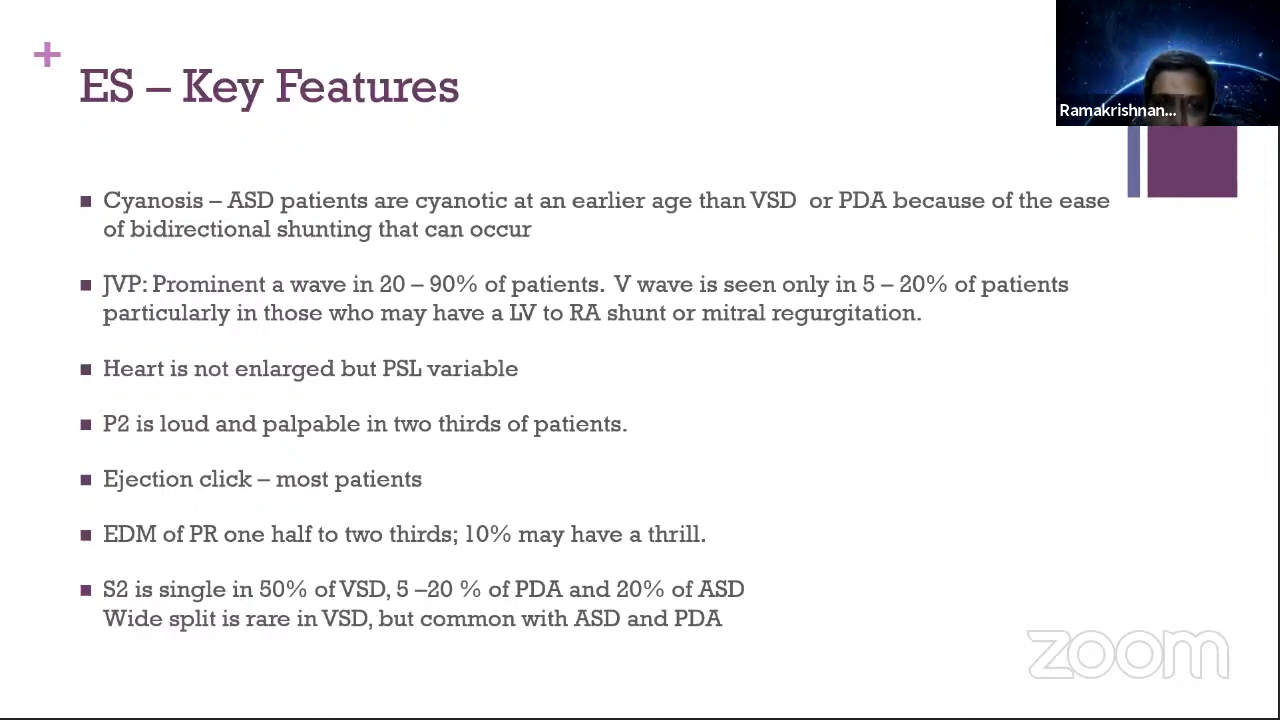 +
ES – Key Features
Ramakrishnan...
■ Cyanosis – ASD patients are cyanotic at an earlier age than VSD or PDA because of the ease
of bidirectional shunting that can occur
■ JVP: Prominent a wave in 20 – 90% of patients. V wave is seen only in 5 – 20% of patients
particularly in those who may have a LV to RA shunt or mitral regurgitation.
■ Heart is not enlarged but PSL variable
■ P2 is loud and palpable in two thirds of patients.
■ Ejection click – most patients
■ EDM of PR one half to two thirds; 10% may have a thrill.
■ S2 is single in 50% of VSD, 5 –20 % of PDA and 20% of ASD
Wide split is rare in VSD, but common with ASD and PDA
zoom